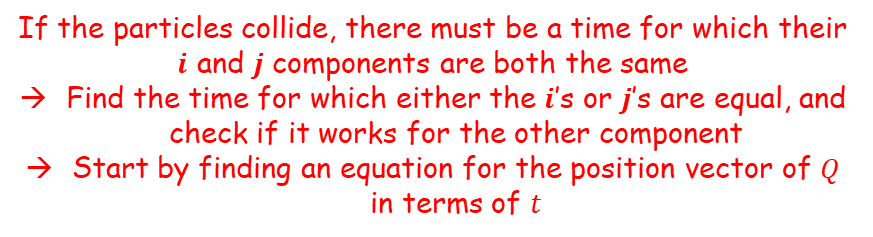 If the particles collide, there must be a time for which their
i and j components are both the same
→ Find the time for which either the i's or j's are equal, and
check if it works for the other component
→ Start by finding an equation for the position vector of Q
in terms of t